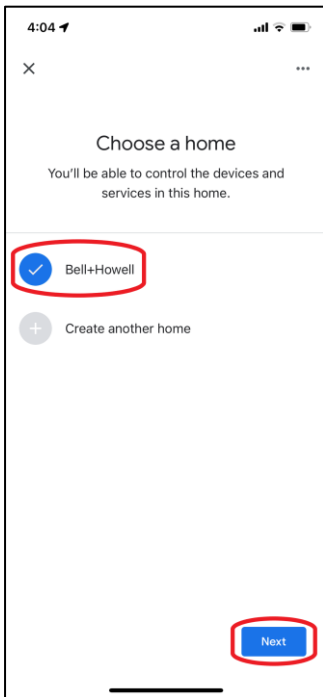 4:04
Choose a home
You'll be able to control the devices and
services in this home.
Bell+Howell
Create another home
Next